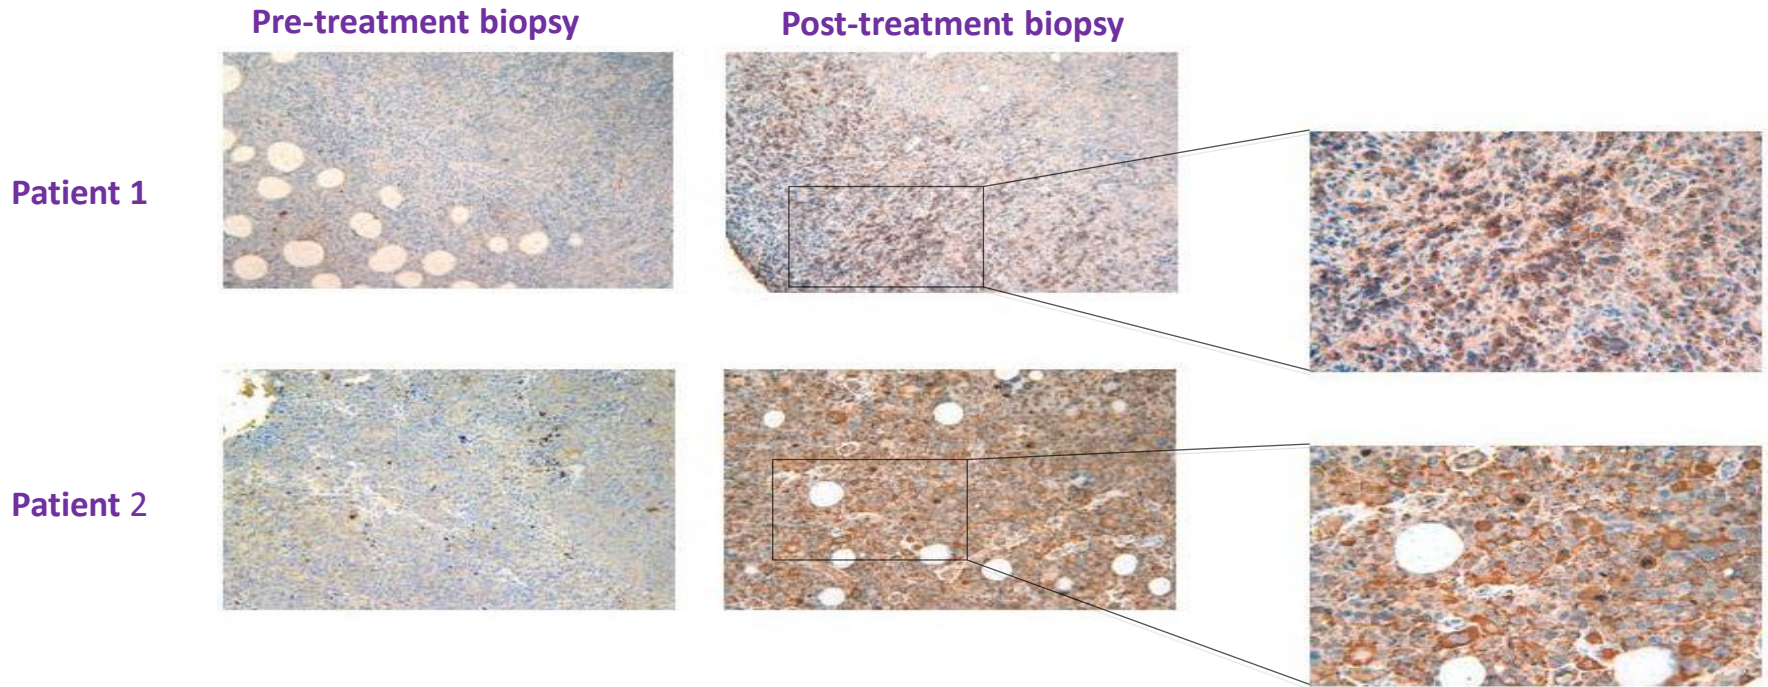 Pre-treatment biopsy
Post-treatment biopsy
Patient 1
Patient 2